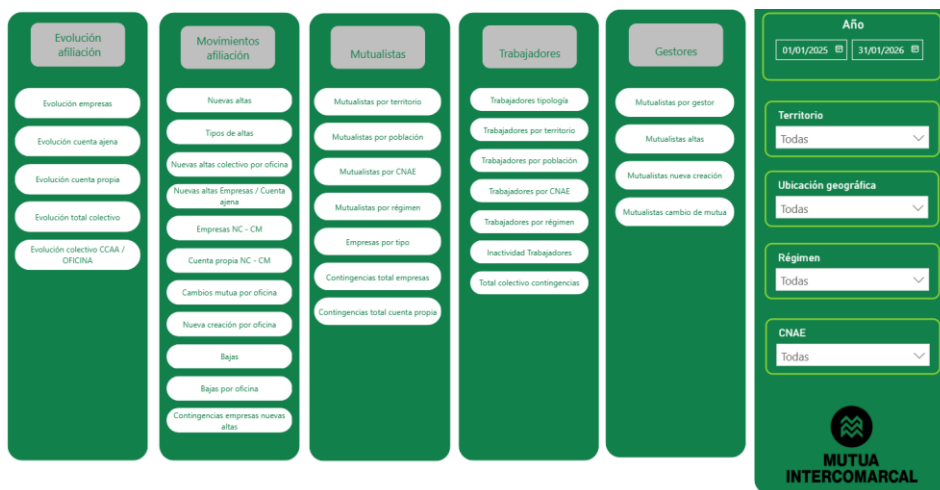 Evolución
afiliación
Evolución empresas
Evolución cuenta ajena
Evolución cuenta propia
Evolución total colectivo
Evolución colectivo CCAA /
OFICINA
Movimientos
afiliación
Nuevas altas
Tipos de altas
Nuevas altas colectivo por oficina
Nuevas altas Empresas / Cuenta
ajena
Empresas NC - CM
Cuenta propia NC - CM
Cambios mutua por oficina
Nueva creación por oficina
Bajas
Bajas por oficina
Contingencias empresas nuevas
altas
Mutualistas
Mutualistas por territorio
Mutualistas por población
Mutualistas por CNAE
Mutualistas por régimen
Empresas por tipo
Contingencias total empresas
Contingencias total cuenta propia
Trabajadores
Trabajadores tipología
Trabajadores por territorio
Trabajadores por población
Trabajadores por CNAE
Trabajadores por régimen
Inactividad Trabajadores
Total colectivo contingencias
Gestores
Mutualistas por gestor
Mutualistas altas
Mutualistas nueva creación
Mutualistas cambio de mutua
Año
01/01/2025 31/01/2026
Territorio
Todas
Ubicación geográfica
Todas
Régimen
Todas
CNAE
Todas
MUTUA
INTERCOMARCAL